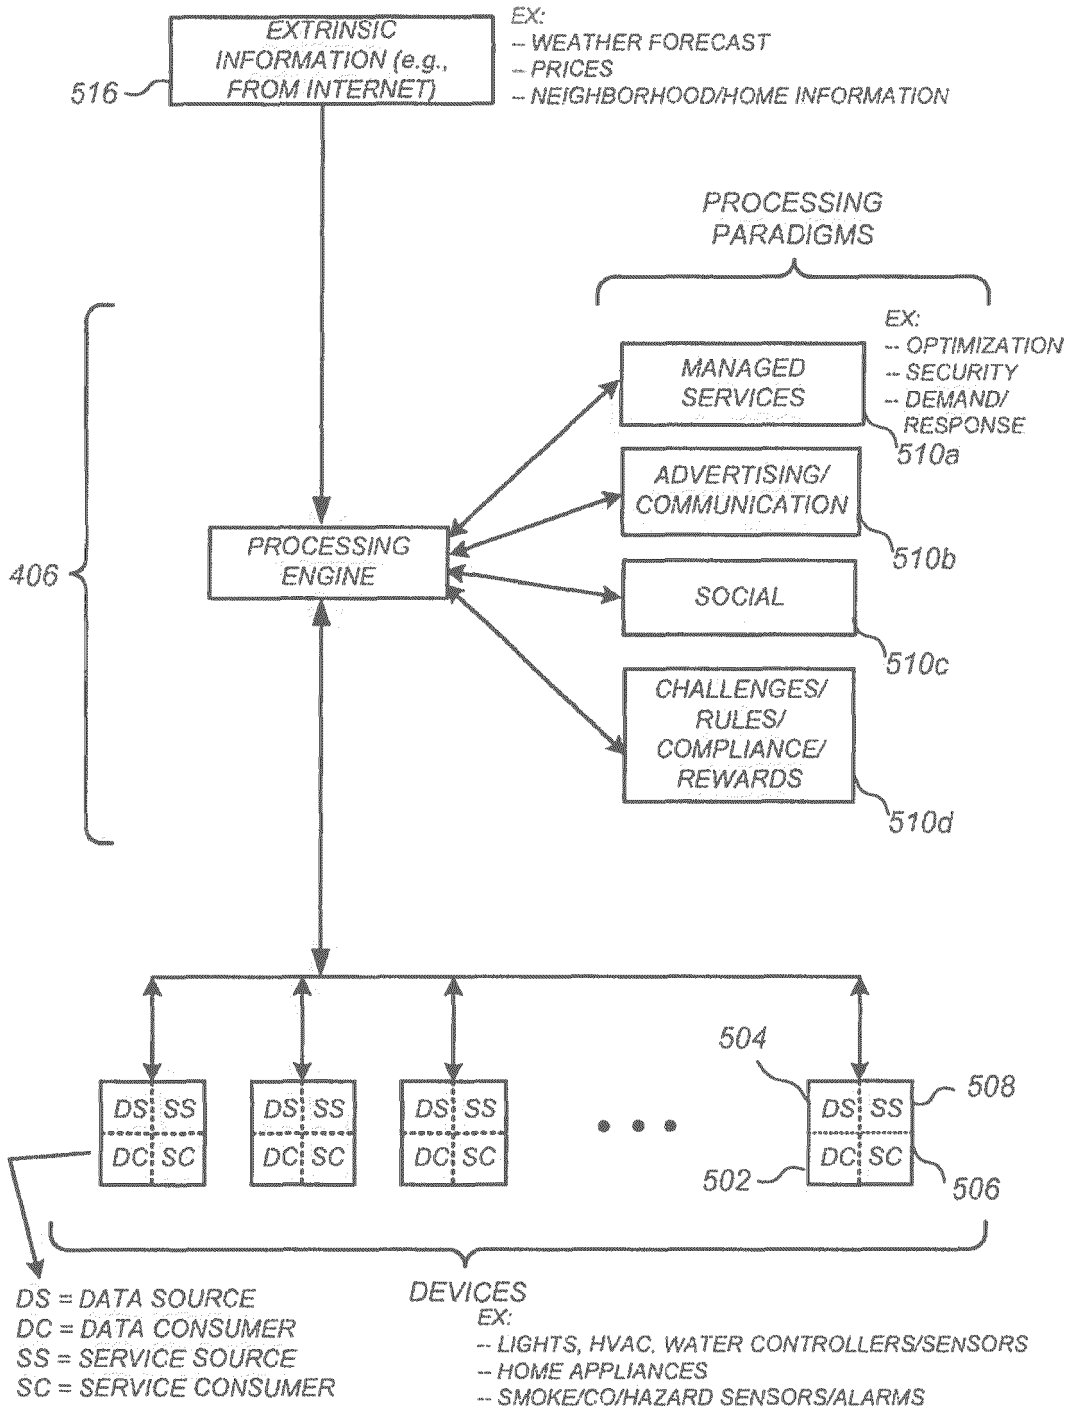 EXTRINSIC
INFORMATION (e.g.,
FROM INTERNET)
516
EX:
-- WEATHER FORECAST
-- PRICES
-- NEIGHBORHOOD/HOME INFORMATION
PROCESSING
PARADIGMS
EX:
-- OPTIMIZATION
-- SECURITY
-- DEMAND/
RESPONSE
MANAGED
SERVICES
510a
ADVERTISING/
COMMUNICATION
510b
PROCESSING
ENGINE
406
SOCIAL
510c
CHALLENGES/
RULES/
COMPLIANCE/
REWARDS
510d
504
508
DS SS
DC SC
DS SS
DC SC
DS SS
DC SC
DS SS
DC SC
502
506
DEVICES
EX:
-- LIGHTS, HVAC, WATER CONTROLLERS/SENSORS
-- HOME APPLIANCES
-- SMOKE/CO/HAZARD SENSORS/ALARMS
DS = DATA SOURCE
DC = DATA CONSUMER
SS = SERVICE SOURCE
SC = SERVICE CONSUMER